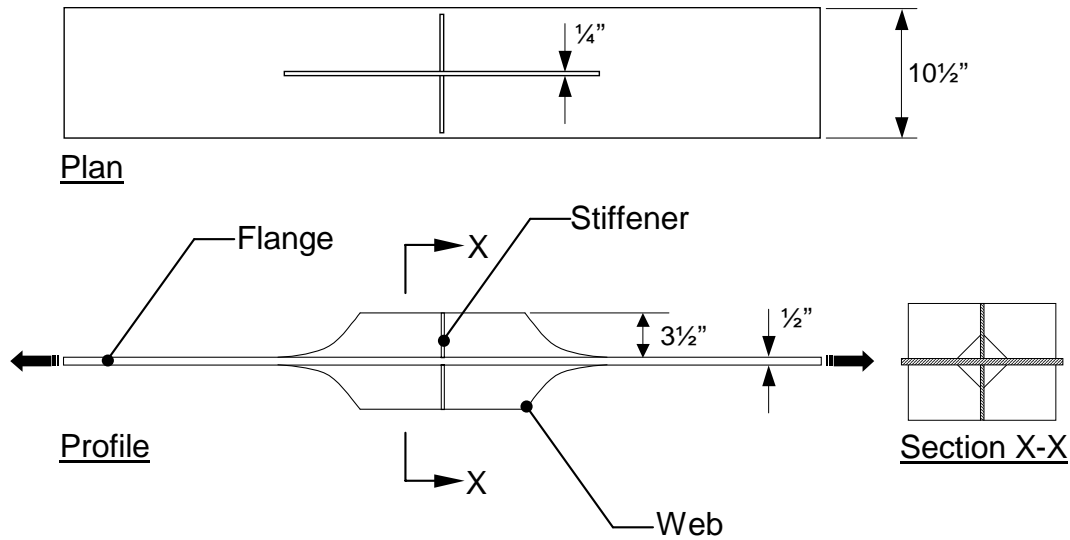 ¼”
10½”
Plan
Flange
Stiffener
X
3½”
½”
Profile
X
Section X-X
Web